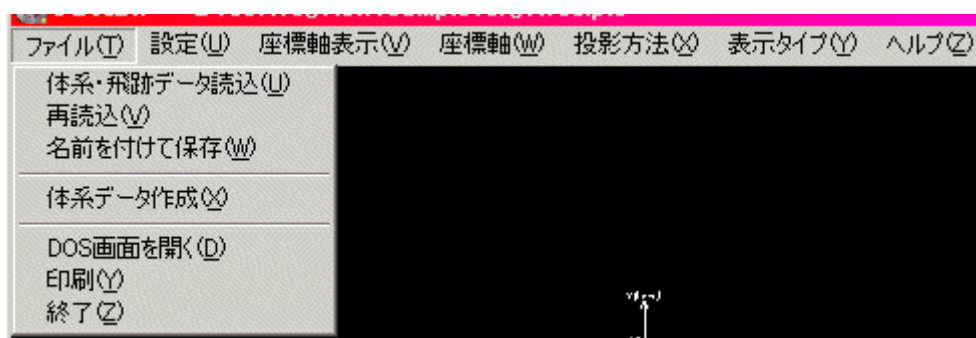 ファイル(T) 設定(U) 座標軸表示(V) 座標軸(W) 投影方法(X) 表示タイプ(Y) ヘルプ(Z)
体系・飛跡データ読込(U)
再読込(V)
名前を付けて保存(W)
体系データ作成(X)
DOS画面を開く(D)
印刷(Y)
終了(Z)